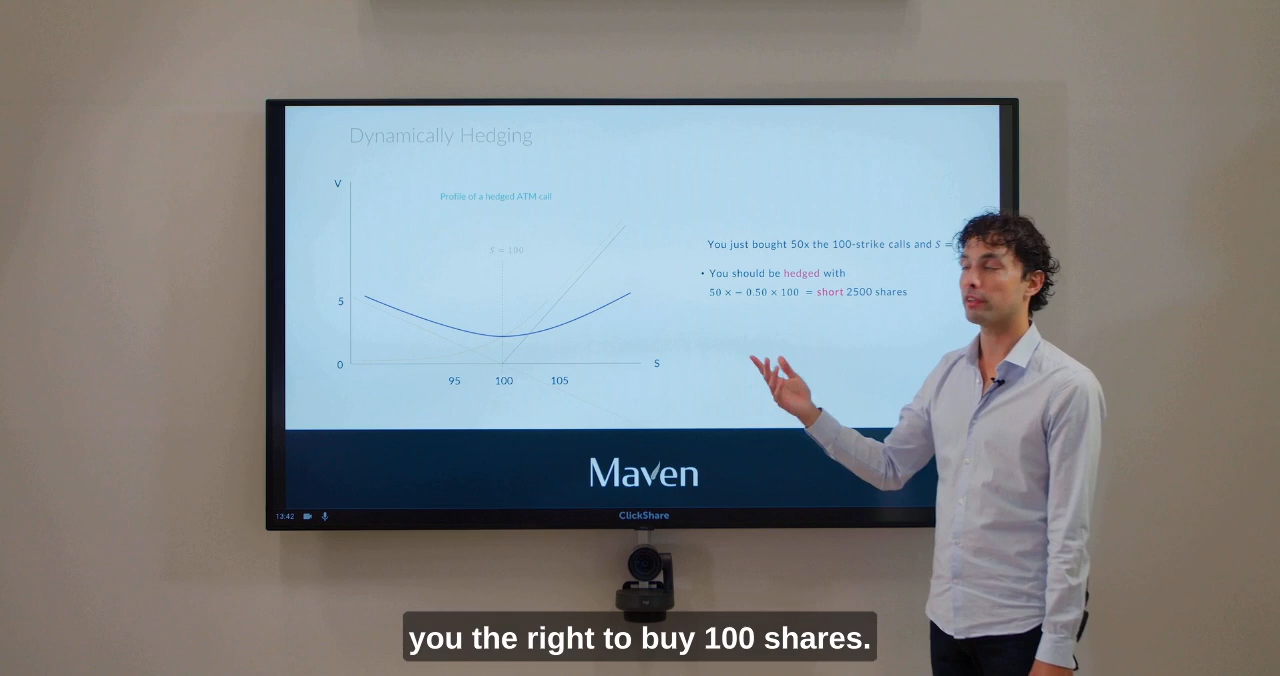 Dynamically Hedging
V
Profile of a hedged ATM call
S = 100
5
0
S
95 100 105
You just bought 50x the 100-strike calls and S =
• You should be hedged with
50 × − 0.50 × 100 = short 2500 shares
Maven
13:42
ClickShare
you the right to buy 100 shares.